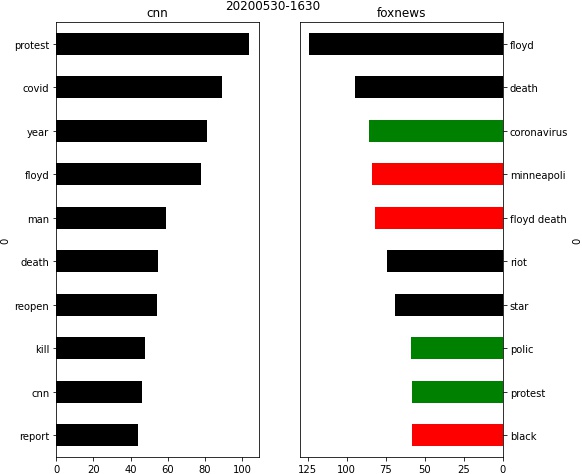 20200530-1630
cnn
foxnews
protest
covid
year
floyd
man
death
reopen
kill
cnn
report
floyd
death
coronavirus
minneapoli
floyd death
riot
star
polic
protest
black
0
0
0 20 40 60 80 100
125 100 75 50 25 0